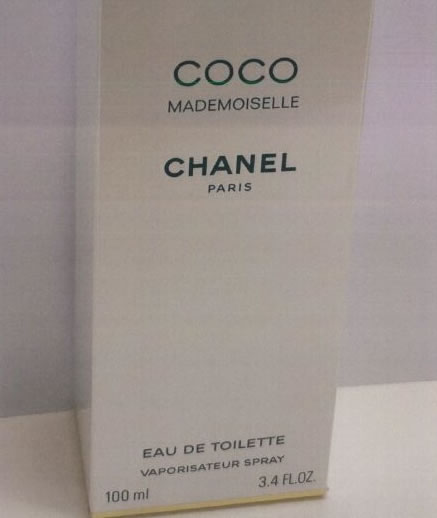 COCO
MADEMOISELLE
CHANEL
PARIS
EAU DE TOILETTE
VAPORISATEUR SPRAY
100 ml 3.4 FL.OZ.